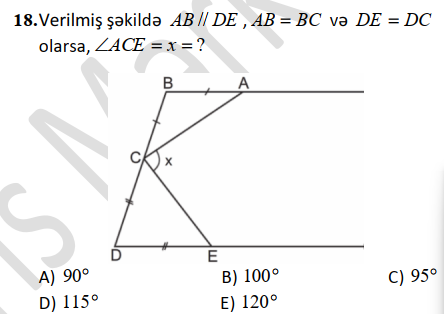 18.Verilmiş şəkildə AB // DE , AB = BC və DE = DC
olarsa, ∠ACE = x = ?
B A
C x
D E
A) 90° B) 100° C) 95°
D) 115° E) 120°